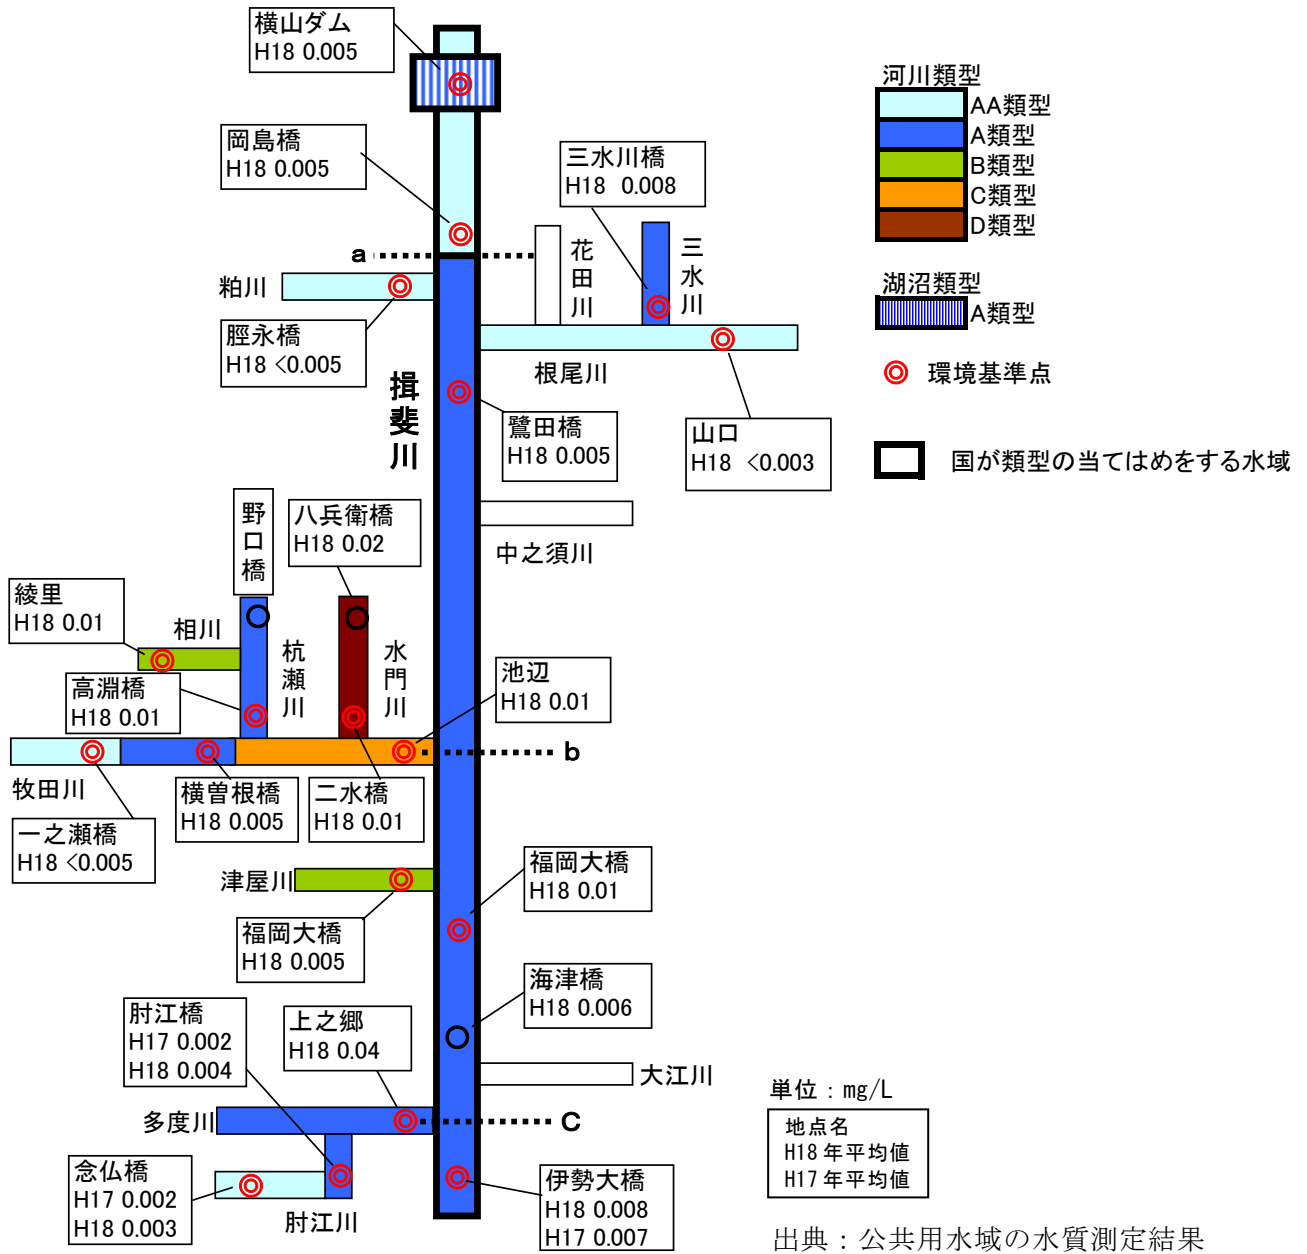 横山ダム
H18 0.005
岡島橋
H18 0.005
三水川橋
H18 0.008
河川類型
AA類型
A類型
B類型
C類型
D類型
湖沼類型
A類型
環境基準点
国が類型の当てはめをする水域
a
花田川
三水川
粕川
脛永橋
H18 <0.005
根尾川
揖斐川
鷺田橋
H18 0.005
山口
H18 <0.003
野口橋
八兵衛橋
H18 0.02
中之須川
綾里
H18 0.01
相川
杭瀬川
水門川
高淵橋
H18 0.01
池辺
H18 0.01
b
牧田川
横曽根橋
H18 0.005
二水橋
H18 0.01
一之瀬橋
H18 <0.005
津屋川
福岡大橋
H18 0.01
福岡大橋
H18 0.005
海津橋
H18 0.006
肘江橋
H17 0.002
H18 0.004
上之郷
H18 0.04
大江川
多度川
C
念仏橋
H17 0.002
H18 0.003
肘江川
伊勢大橋
H18 0.008
H17 0.007
単位：mg/L
地点名
H18年平均値
H17年平均値
出典：公共用水域の水質測定結果